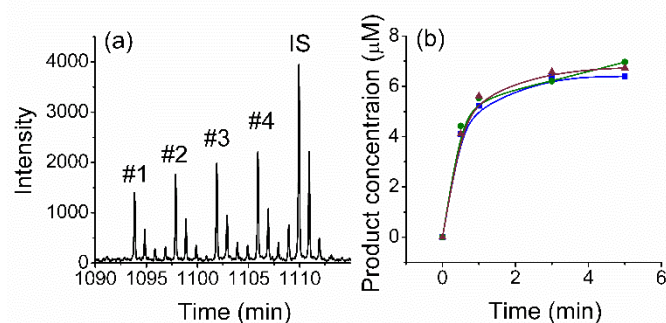 (a)
IS
#4
#3
#2
#1
4000
3000
2000
1000
0
Intensity
1090 1095 1100 1105 1110
Time (min)
(b)
8
6
4
2
0
Product concentraion (μM)
0 2 4 6
Time (min)